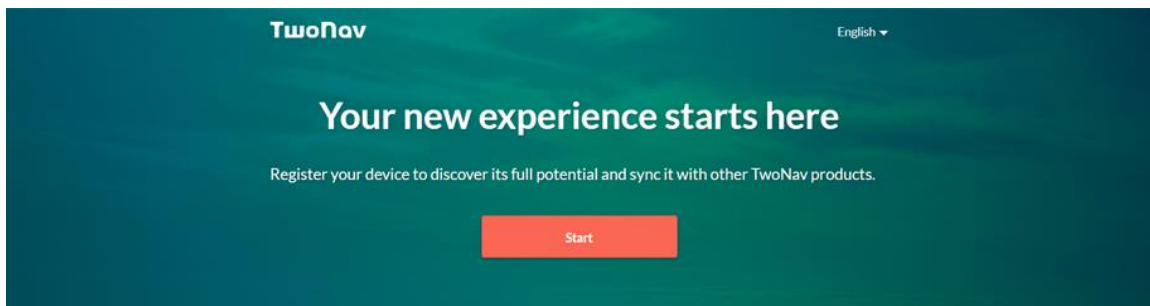 TwoNav
English
Your new experience starts here
Register your device to discover its full potential and sync it with other TwoNav products.
Start